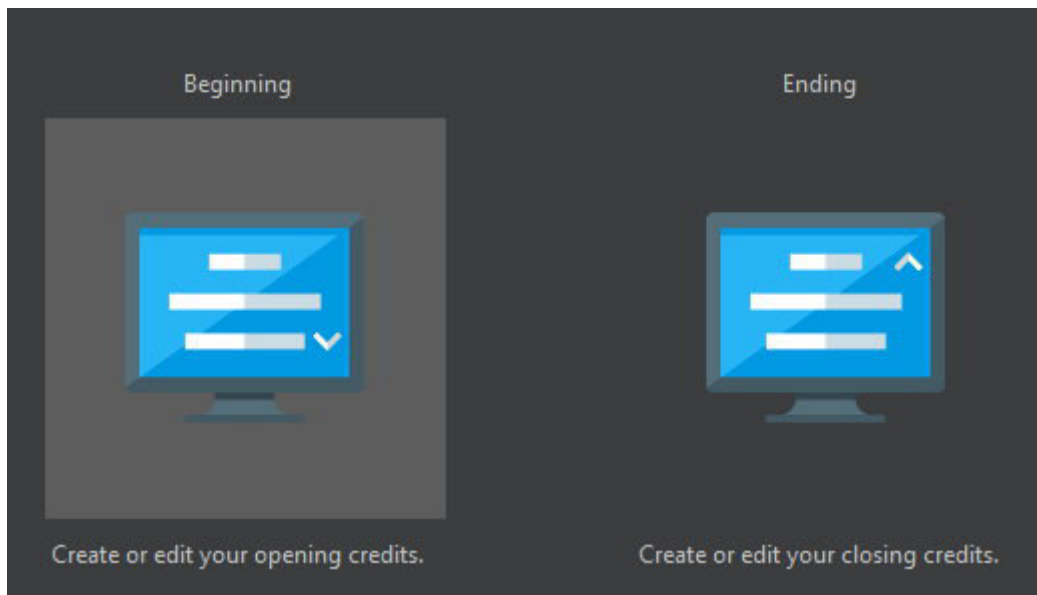 Beginning
Ending
Create or edit your opening credits.
Create or edit your closing credits.